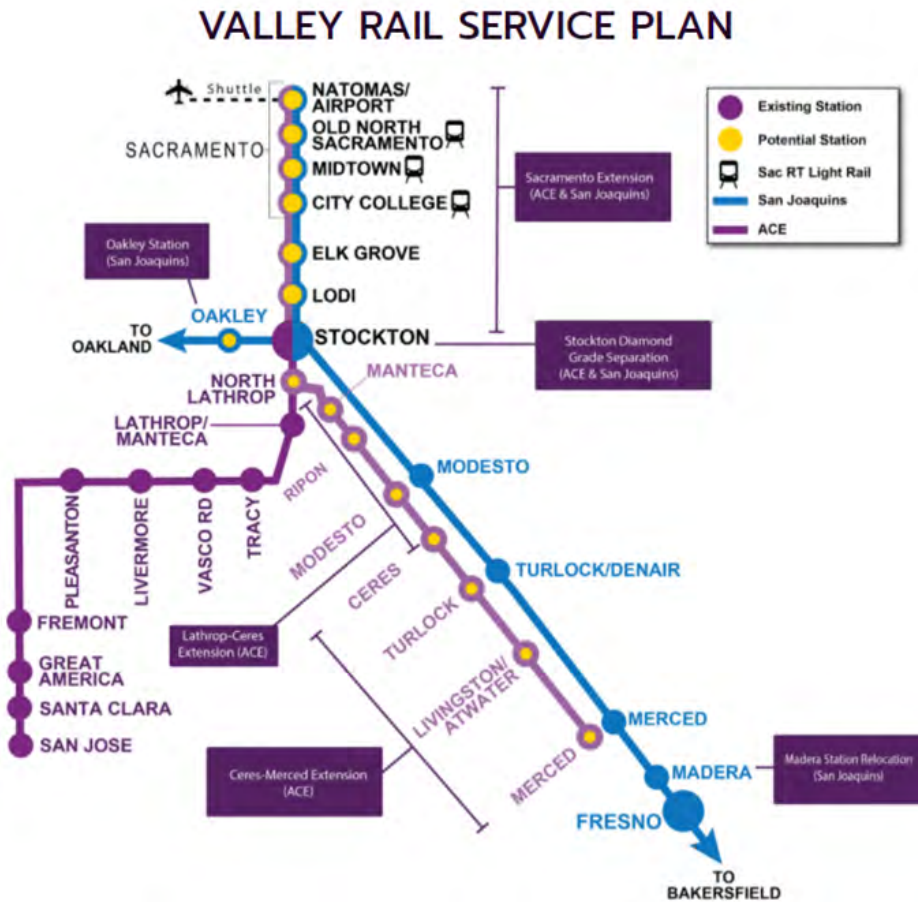 VALLEY RAIL SERVICE PLAN
Shuttle
NATOMAS/
AIRPORT
OLD NORTH
SACRAMENTO
SACRAMENTO
MIDTOWN
CITY COLLEGE
ELK GROVE
LODI
Existing Station
Potential Station
Sac RT Light Rail
San Joaquins
ACE
Sacramento Extension
(ACE & San Joaquins)
Oakley Station
(San Joaquins)
OAKLEY
TO
OAKLAND
STOCKTON
Stockton Diamond
Grade Separation
(ACE & San Joaquins)
NORTH
LATHROP
MANTECA
LATHROP/
MANTECA
RIPON
MODESTO
CERES
TURLOCK
LIVINGSTON/
ATWATER
MERCED
MODESTO
TURLOCK/DENAIR
MERCED
MADERA
FRESNO
TO
BAKERSFIELD
PLEASANTON
LIVERMORE
VASCO RD
TRACY
FREMONT
GREAT
AMERICA
SANTA CLARA
SAN JOSE
Lathrop-Ceres
Extension (ACE)
Ceres-Merced Extension
(ACE)
Madera Station Relocation
(San Joaquins)